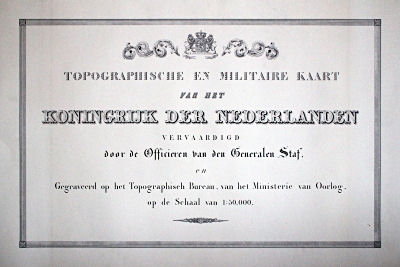 TOPOGRAPHISCHE EN MILITAIRE KAART
VAN HET
KONINGRIJK DER NEDERLANDEN
VERVAARDIGD
door de Officieren van den Generalen Staf.
en
Gegraveerd op het Topographisch Bureau, van het Ministerie van Oorlog.
op de Schaal van 1:50,000.